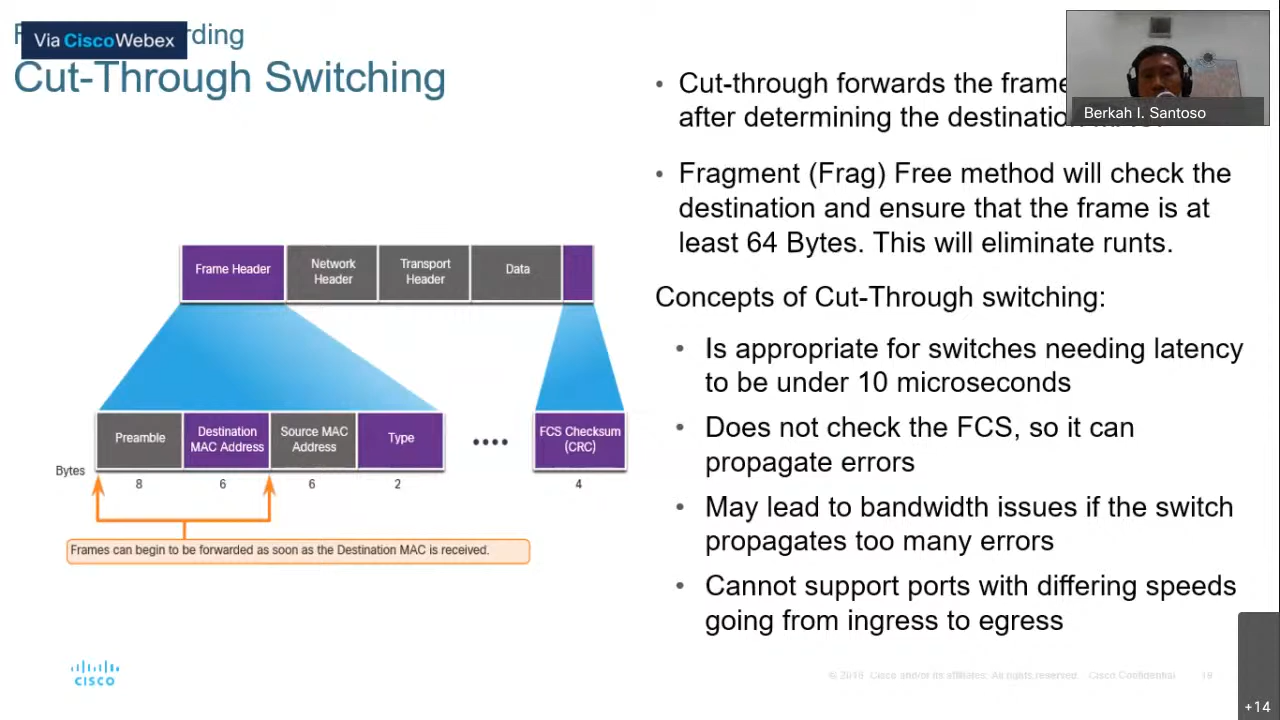 Via CiscoWebex
rding
Cut-Through Switching
Berkah I. Santoso
• Cut-through forwards the frame
after determining the destination
• Fragment (Frag) Free method will check the
destination and ensure that the frame is at
least 64 Bytes. This will eliminate runts.
Concepts of Cut-Through switching:
• Is appropriate for switches needing latency
to be under 10 microseconds
• Does not check the FCS, so it can
propagate errors
• May lead to bandwidth issues if the switch
propagates too many errors
• Cannot support ports with differing speeds
going from ingress to egress
Frame Header
Network
Header
Transport
Header
Data
Preamble
Destination
MAC Address
Source MAC
Address
Type
••••
FCS Checksum
(CRC)
Bytes
8
6
6
2
4
Frames can begin to be forwarded as soon as the Destination MAC is received.
CISCO
Cisco and/or its affiliates. All rights reserved. Cisco Confidential
+14